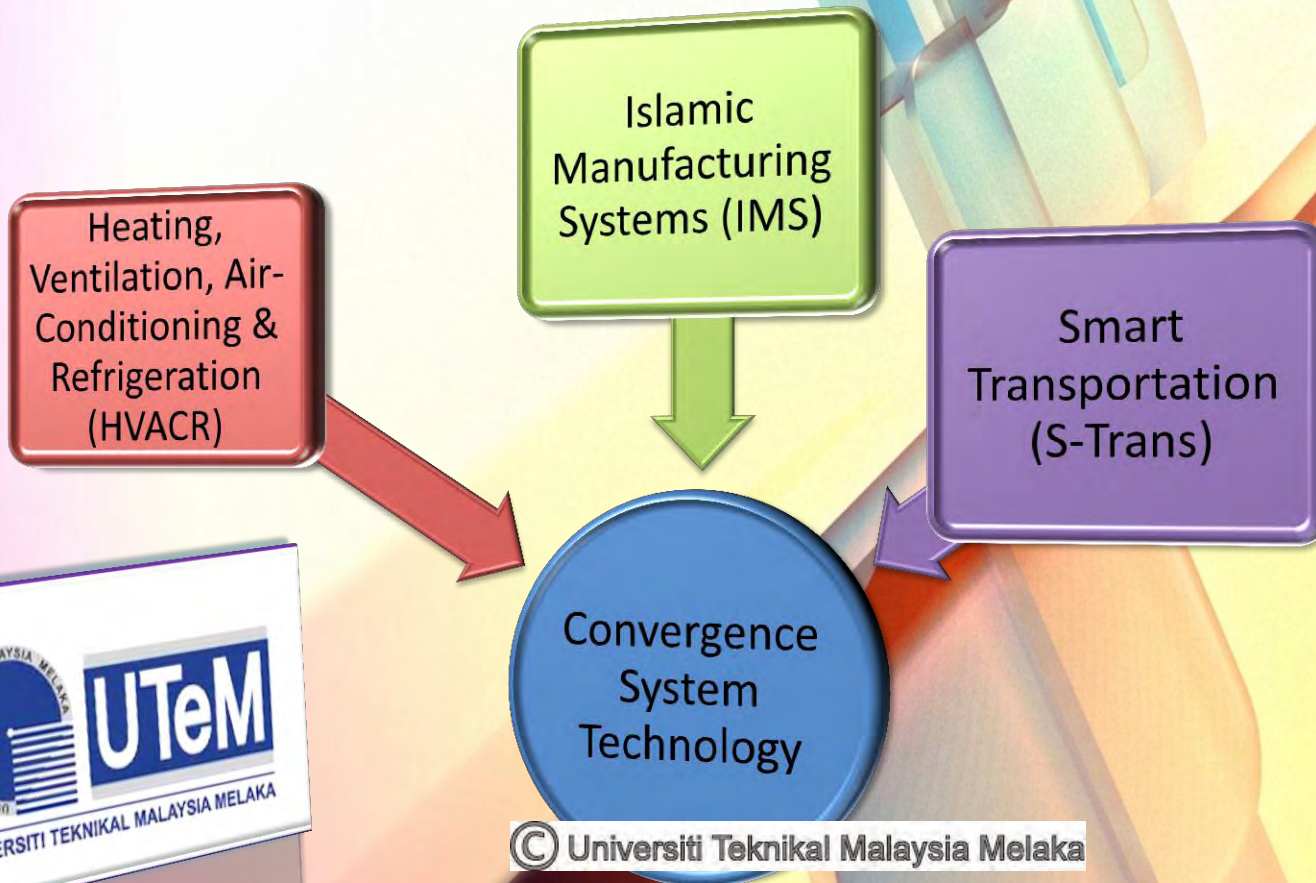 Islamic
Manufacturing
Systems (IMS)
Heating,
Ventilation, Air-
Conditioning &
Refrigeration
(HVACR)
Smart
Transportation
(S-Trans)
Convergence
System
Technology
UTeM
TEKNIKAL MALAYSIA MELAKA
© Universiti Teknikal Malaysia Melaka